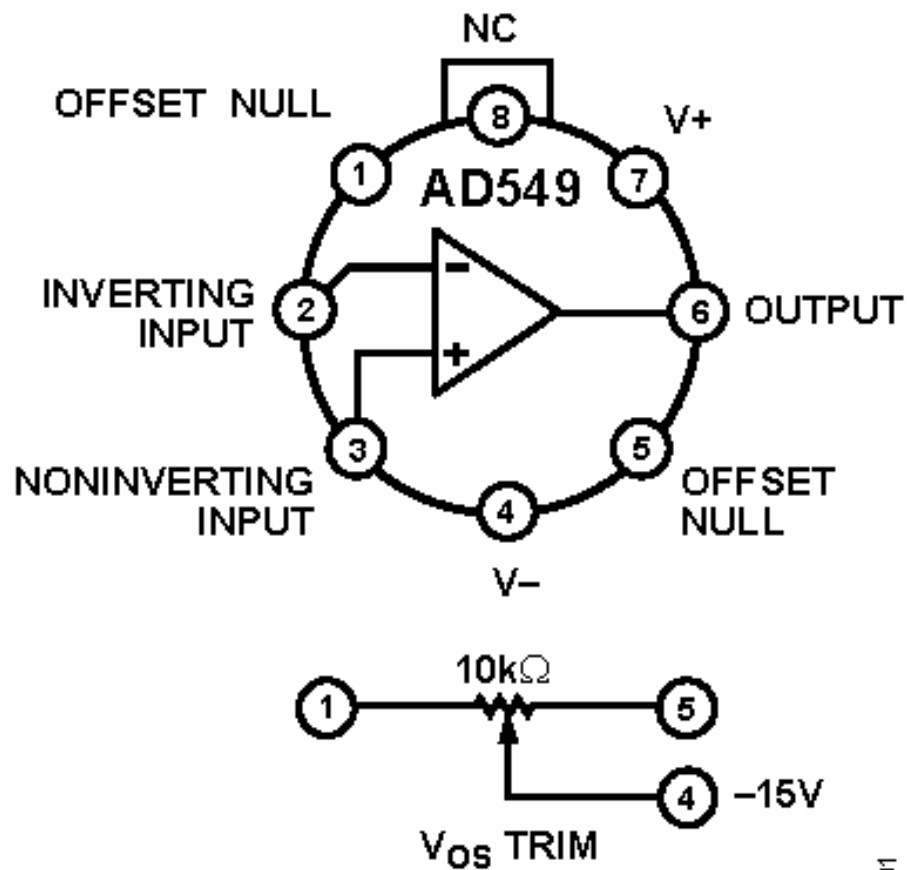 NC
OFFSET NULL
8
V+
1
AD549
7
INVERTING
INPUT
2
−
6
OUTPUT
+
3
5
NONINVERTING
INPUT
4
OFFSET
NULL
V–
10kΩ
1
5
4
–15V
VOS TRIM